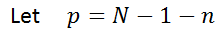 Let p = N − 1 − n